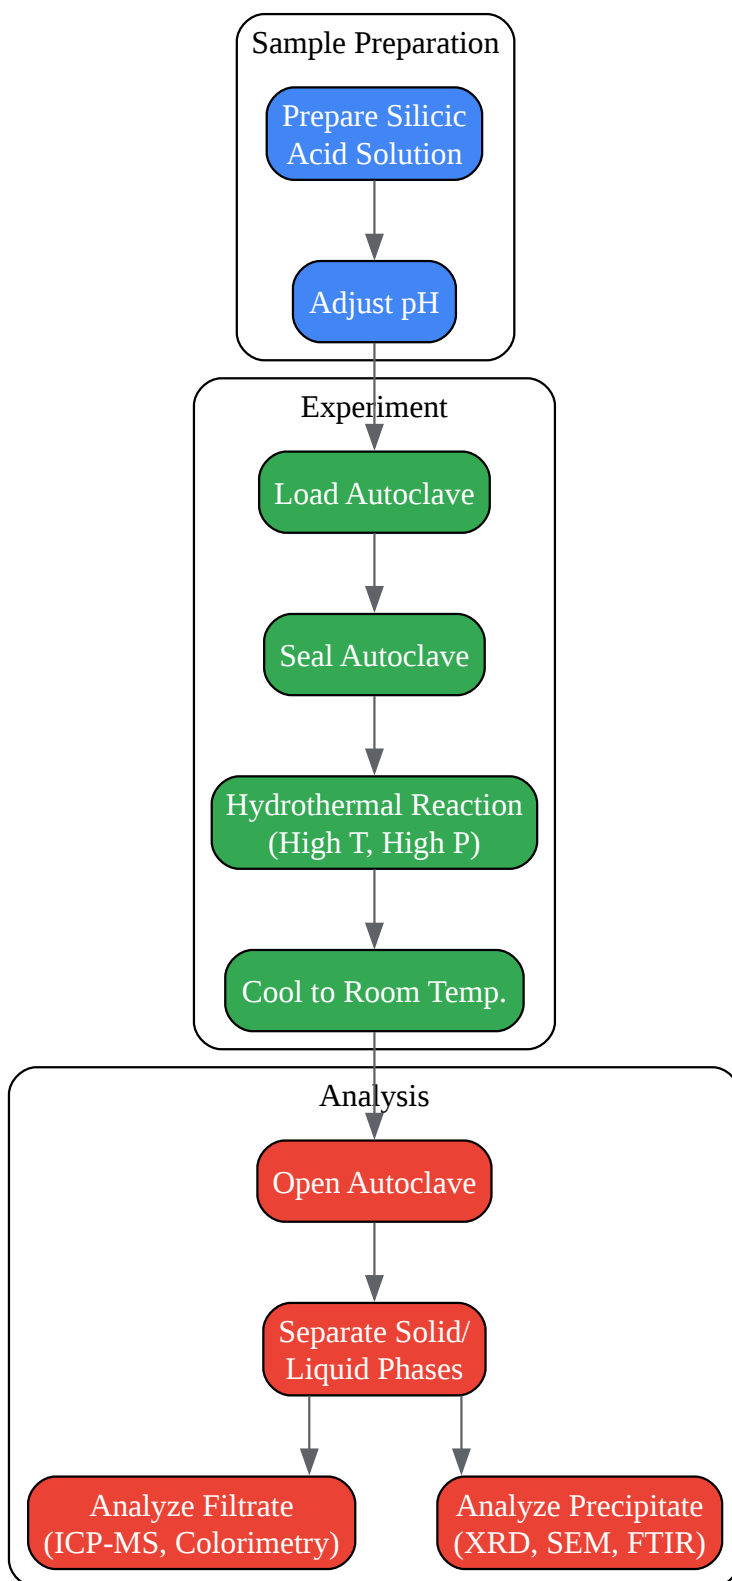 Sample Preparation
Prepare Silicic
Acid Solution
Adjust pH
Experiment
Load Autoclave
Seal Autoclave
Hydrothermal Reaction
(High T, High P)
Cool to Room Temp.
Analysis
Open Autoclave
Separate Solid/
Liquid Phases
Analyze Filtrate
(ICP-MS, Colorimetry)
Analyze Precipitate
(XRD, SEM, FTIR)